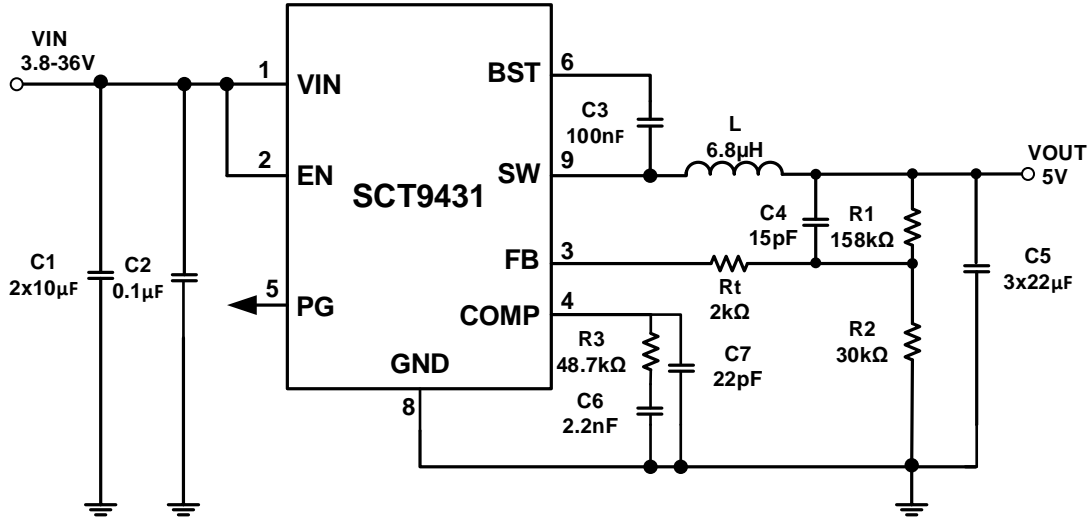 VIN
3.8-36V
1
VIN
2
EN
5
PG
SCT9431
GND
8
BST
6
SW
9
FB
3
COMP
4
C1
2x10µF
C2
0.1µF
C3
100nF
L
6.8µH
C4
15pF
R1
158kΩ
VOUT
5V
Rt
2kΩ
C5
3x22µF
R2
30kΩ
R3
48.7kΩ
C7
22pF
C6
2.2nF